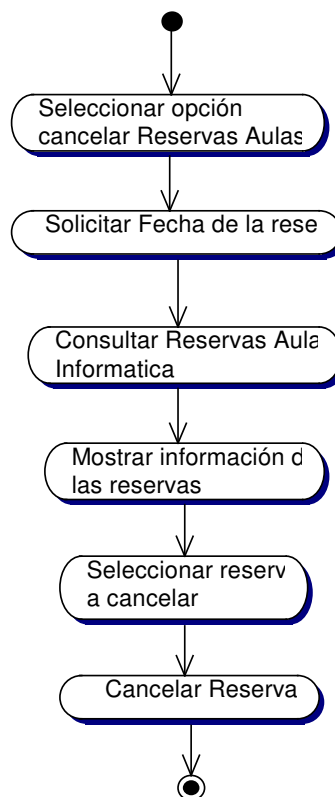 Seleccionar opción
cancelar Reservas Aulas
Solicitar Fecha de la rese
Consultar Reservas Aula
Informatica
Mostrar información d
las reservas
Seleccionar reserv
a cancelar
Cancelar Reserva